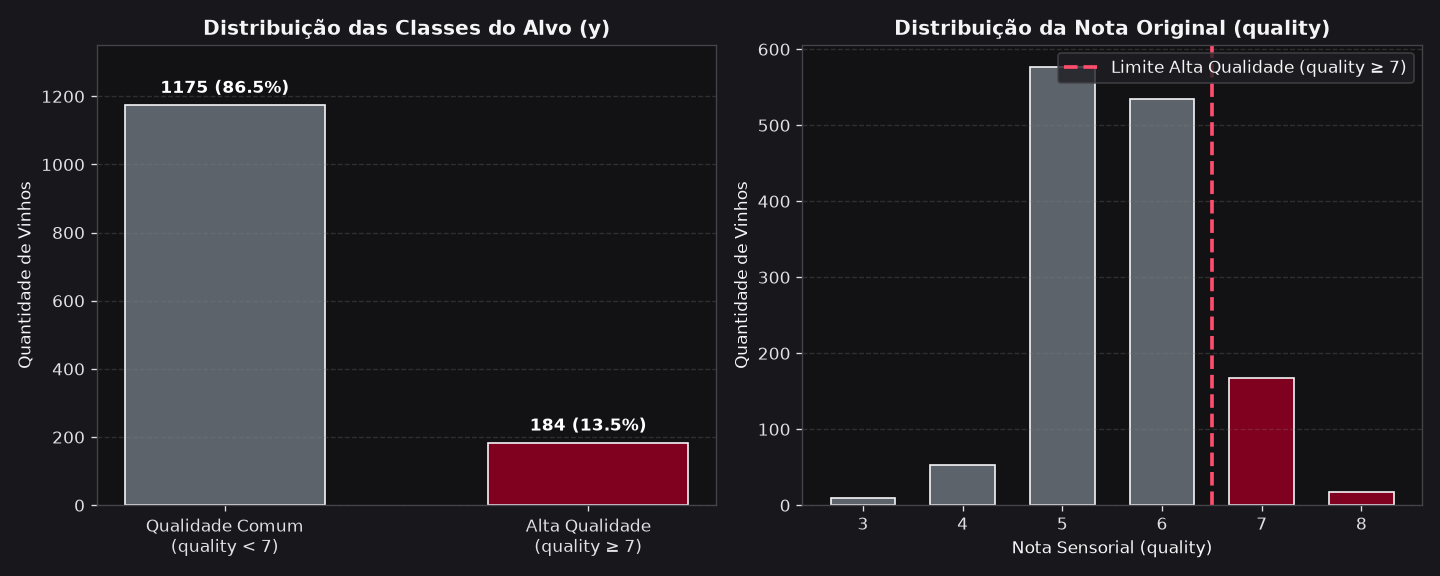 Distribuição das Classes do Alvo (y)
Quantidade de Vinhos
1200
1000
800
600
400
200
0
1175 (86.5%)
184 (13.5%)
Qualidade Comum
(quality < 7)
Alta Qualidade
(quality ≥ 7)
Distribuição da Nota Original (quality)
Limite Alta Qualidade (quality ≥ 7)
Quantidade de Vinhos
600
500
400
300
200
100
0
3 4 5 6 7 8
Nota Sensorial (quality)